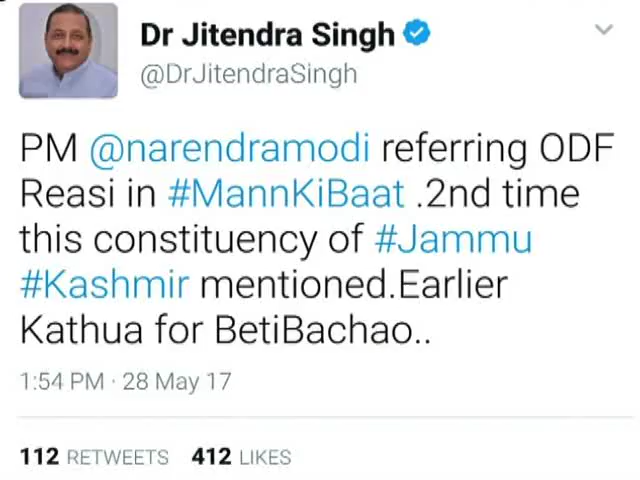 Dr Jitendra Singh
@DrJitendraSingh
PM @narendramodi referring ODF
Reasi in #MannKiBaat .2nd time
this constituency of #Jammu
#Kashmir mentioned.Earlier
Kathua for BetiBachao..
1:54 PM · 28 May 17
112 RETWEETS 412 LIKES